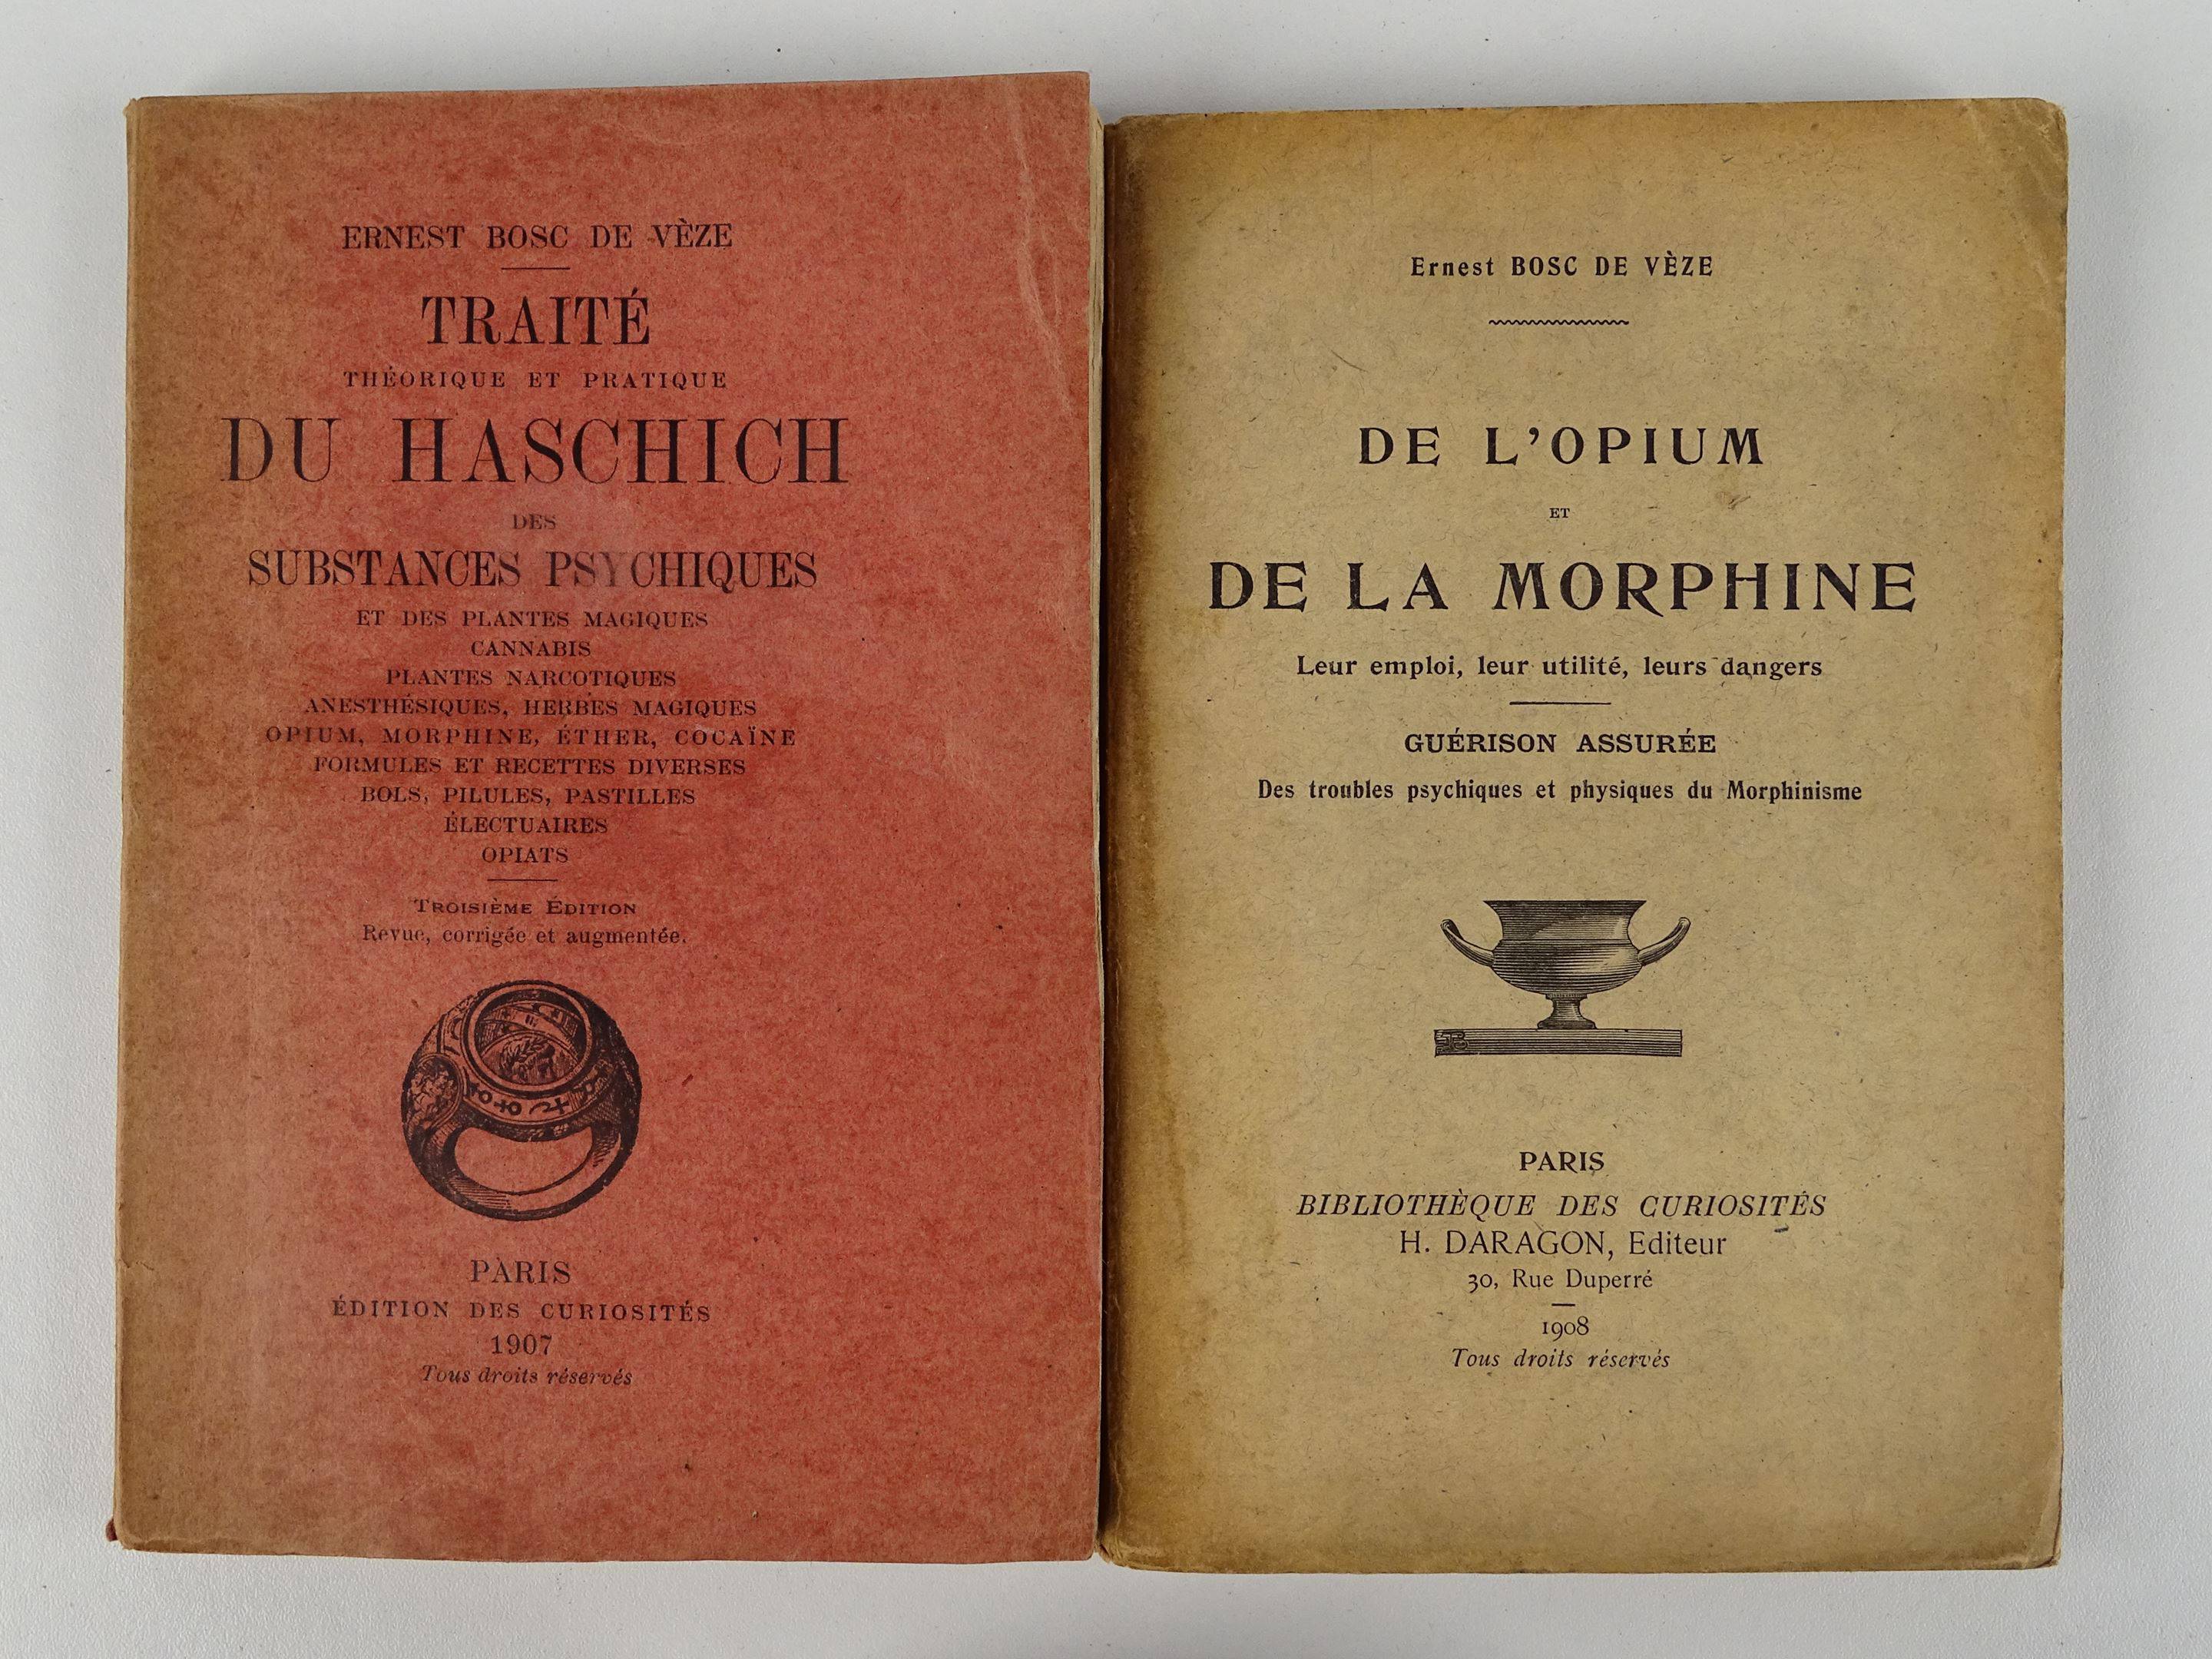 ERNEST BOSC DE VÈZE
TRAITÉ
THÉORIQUE ET PRATIQUE
DU HASCHICH
DES
SUBSTANCES PSYCHIQUES
ET DES PLANTES MAGIQUES
CANNABIS
PLANTES NARCOTIQUES
ANESTHÉSIQUES, HERBES MAGIQUES
OPIUM, MORPHINE, ÉTHER, COCAÏNE
FORMULES ET RECETTES DIVERSES
BOLS, PILULES, PASTILLES
ÉLECTUAIRES
OPIATS
TROISIÈME ÉDITION
Revue, corrigée et augmentée.
PARIS
ÉDITION DES CURIOSITÉS
1907
Tous droits réservés
Ernest BOSC DE VÈZE
DE L'OPIUM
ET
DE LA MORPHINE
Leur emploi, leur utilité, leurs dangers
GUÉRISON ASSURÉE
Des troubles psychiques et physiques du Morphinisme
PARIS
BIBLIOTHÈQUE DES CURIOSITÉS
H. DARAGON, Editeur
30, Rue Duperré
1908
Tous droits réservés